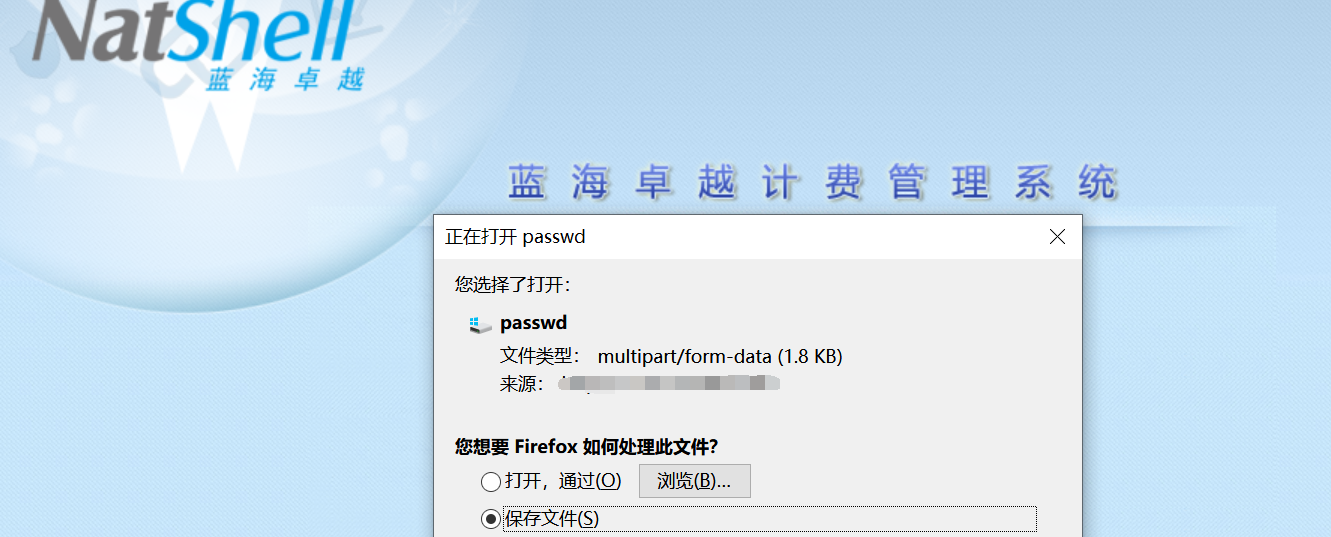 NatShell
蓝海卓越
蓝海卓越计费管理系统
正在打开 passwd
您选择了打开：
passwd
文件类型： multipart/form-data (1.8 KB)
来源：
您想要 Firefox 如何处理此文件?
打开，通过(O) 浏览(B)...
保存文件(S)